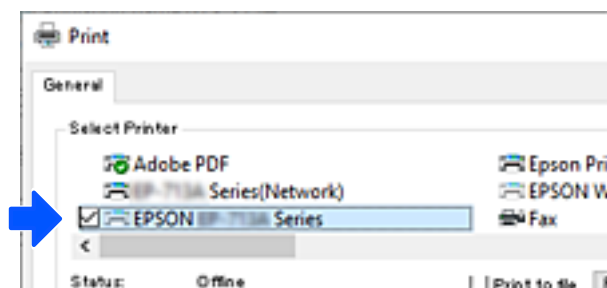 Print
General
Select Printer
Adobe PDF
Series(Network)
EPSON Series
Epson Pri
EPSON W
Fax
Status: Offline
Print to file